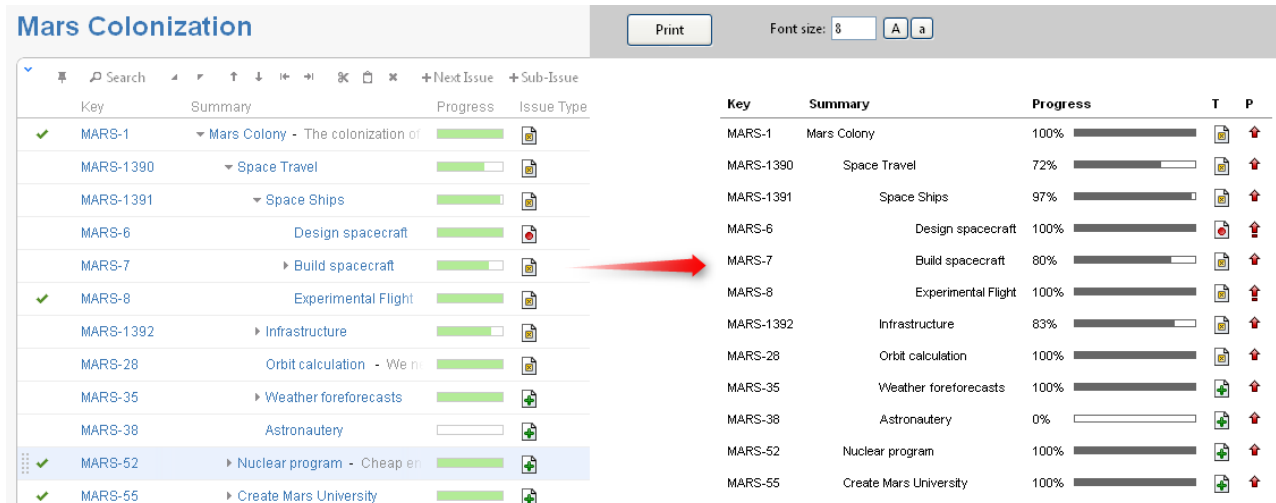 Mars Colonization
Print Font size: 8 A a
Search + Next Issue + Sub-Issue
Key Summary Progress Issue Type
MARS-1 Mars Colony - The colonization of
MARS-1390 Space Travel
MARS-1391 Space Ships
MARS-6 Design spacecraft
MARS-7 Build spacecraft
MARS-8 Experimental Flight
MARS-1392 Infrastructure
MARS-28 Orbit calculation - We
MARS-35 Weather foreforecasts
MARS-38 Astronautery
MARS-52 Nuclear program - Cheap
MARS-55 Create Mars University
Key Summary Progress T P
MARS-1 Mars Colony 100%
MARS-1390 Space Travel 72%
MARS-1391 Space Ships 97%
MARS-6 Design spacecraft 100%
MARS-7 Build spacecraft 80%
MARS-8 Experimental Flight 100%
MARS-1392 Infrastructure 83%
MARS-28 Orbit calculation 100%
MARS-35 Weather foreforecasts 100%
MARS-38 Astronautery 0%
MARS-52 Nuclear program 100%
MARS-55 Create Mars University 100%